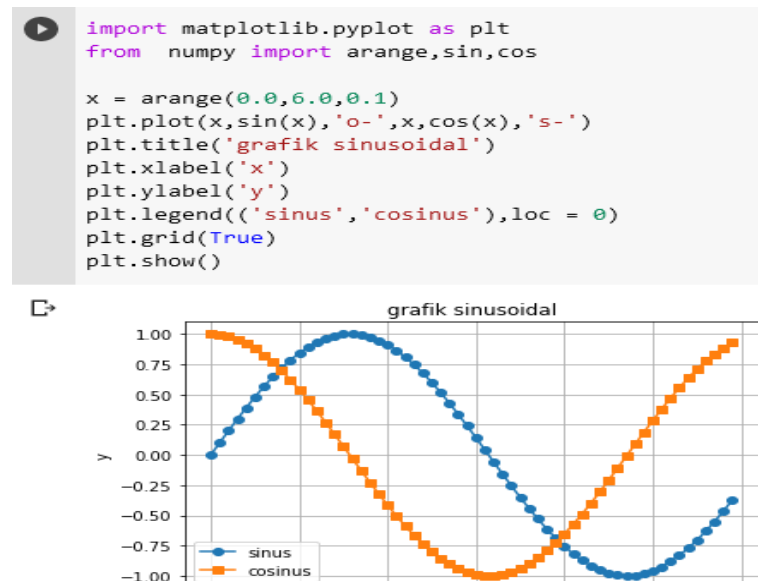 import matplotlib.pyplot as plt
from  numpy import arange,sin,cos
x = arange(0.0,6.0,0.1)
plt.plot(x,sin(x),'o-',x,cos(x),'s-')
plt.title('grafik sinusoidal')
plt.xlabel('x')
plt.ylabel('y')
plt.legend(('sinus','cosinus'),loc = 0)
plt.grid(True)
plt.show()
grafik sinusoidal
1.00
0.75
0.50
0.25
0.00
−0.25
−0.50
−0.75
−1.00
y
sinus
cosinus